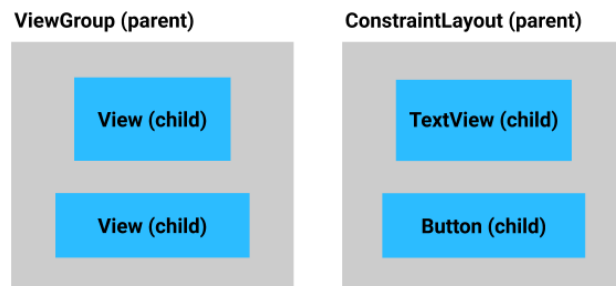 ViewGroup (parent)
View (child)
View (child)
ConstraintLayout (parent)
TextView (child)
Button (child)